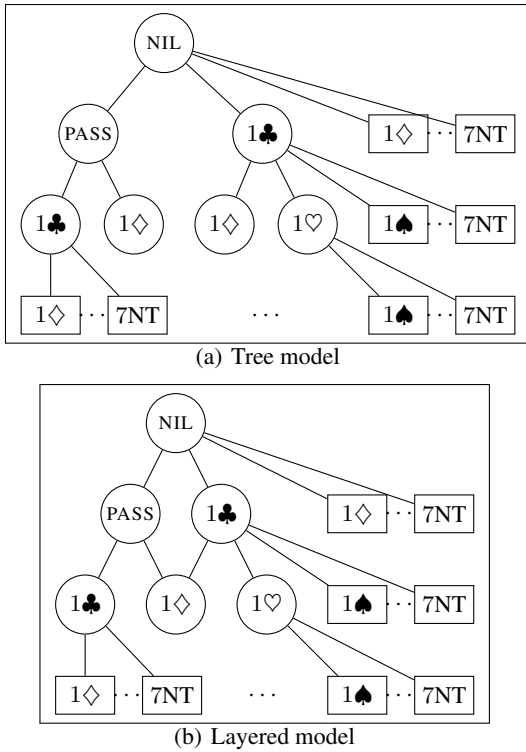 NIL
PASS 1♣ 1♢ ··· 7NT
1♣ 1♢ 1♢ 1♡ 1♠ ··· 7NT
1♢ ··· 7NT ··· 1♠ ··· 7NT
(a) Tree model
NIL
PASS 1♣ 1♢ ··· 7NT
1♣ 1♢ 1♡ 1♠ ··· 7NT
1♢ ··· 7NT ··· 1♠ ··· 7NT
(b) Layered model